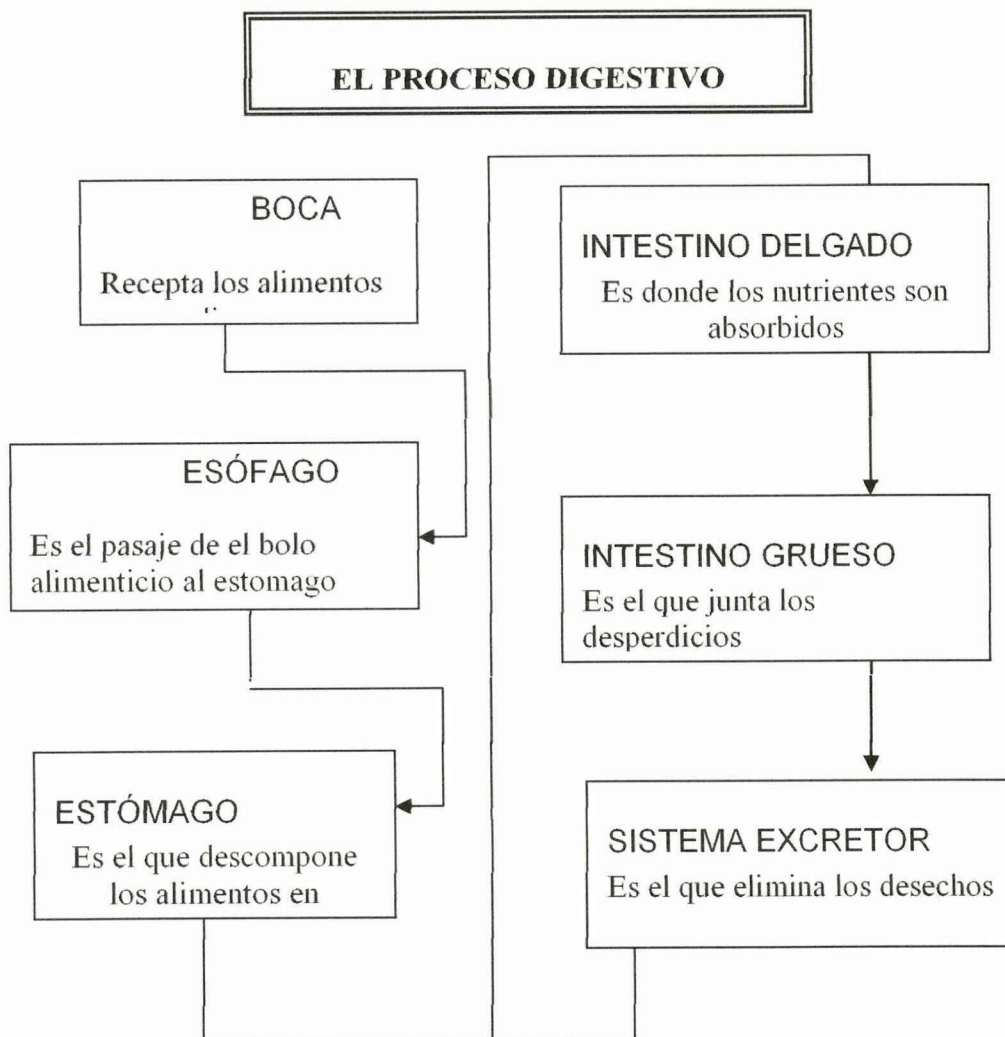 EL PROCESO DIGESTIVO
BOCA
Recepta los alimentos
ESÓFAGO
Es el pasaje de el bolo
alimenticio al estomago
ESTÓMAGO
Es el que descompone
los alimentos en
INTESTINO DELGADO
Es donde los nutrientes son
absorbidos
INTESTINO GRUESO
Es el que junta los
desperdicios
SISTEMA EXCRETOR
Es el que elimina los desechos